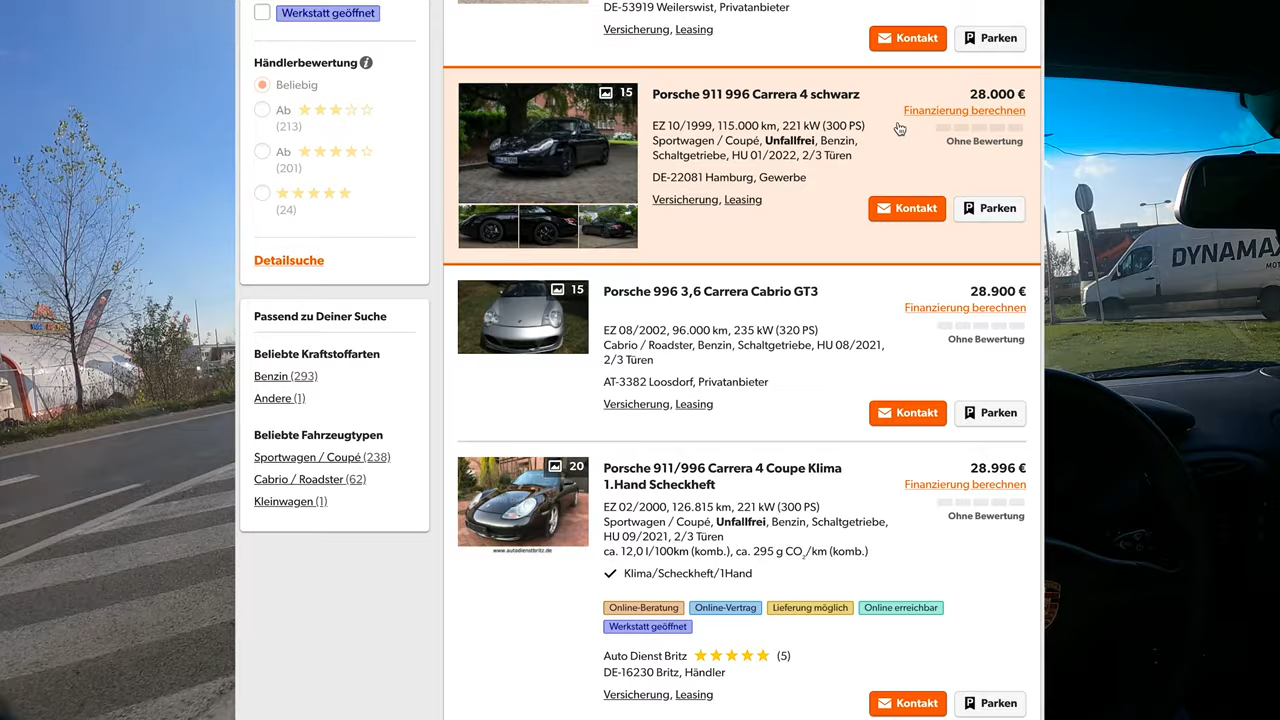 Werkstatt geöffnet
Händlerbewertung
Beliebig
Ab
(213)
Ab
(201)
(24)
Detailsuche
Passend zu Deiner Suche
Beliebte Kraftstoffarten
Benzin (293)
Andere (1)
Beliebte Fahrzeugtypen
Sportwagen / Coupé (238)
Cabrio / Roadster (62)
Kleinwagen (1)
DE-53919 Weilerswist, Privatanbieter
Versicherung, Leasing
Kontakt
Parken
15
Porsche 911 996 Carrera 4 schwarz
28.000 €
Finanzierung berechnen
EZ 10/1999, 115.000 km, 221 kW (300 PS)
Sportwagen / Coupé, Unfallfrei, Benzin,
Schaltgetriebe, HU 01/2022, 2/3 Türen
Ohne Bewertung
DE-22081 Hamburg, Gewerbe
Versicherung, Leasing
Kontakt
Parken
15
Porsche 996 3,6 Carrera Cabrio GT3
28.900 €
Finanzierung berechnen
EZ 08/2002, 96.000 km, 235 kW (320 PS)
Cabrio / Roadster, Benzin, Schaltgetriebe, HU 08/2021,
2/3 Türen
Ohne Bewertung
AT-3382 Loosdorf, Privatanbieter
Versicherung, Leasing
Kontakt
Parken
20
www.autodienstbritz.de
Porsche 911/996 Carrera 4 Coupe Klima
1.Hand Scheckheft
28.996 €
Finanzierung berechnen
EZ 02/2000, 126.815 km, 221 kW (300 PS)
Sportwagen / Coupé, Unfallfrei, Benzin, Schaltgetriebe,
HU 09/2021, 2/3 Türen
ca. 12,0 l/100km (komb.), ca. 295 g CO₂/km (komb.)
Ohne Bewertung
Klima/Scheckheft/1Hand
Online-Beratung
Online-Vertrag
Lieferung möglich
Online erreichbar
Werkstatt geöffnet
Auto Dienst Britz
(5)
DE-16230 Britz, Händler
Versicherung, Leasing
Kontakt
Parken
DYNAMA